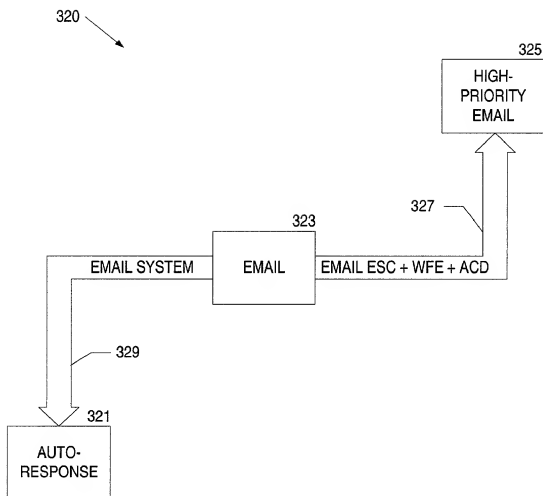 320
325
HIGH-
PRIORITY
EMAIL
327
323
EMAIL SYSTEM
EMAIL
EMAIL ESC + WFE + ACD
329
321
AUTO-
RESPONSE